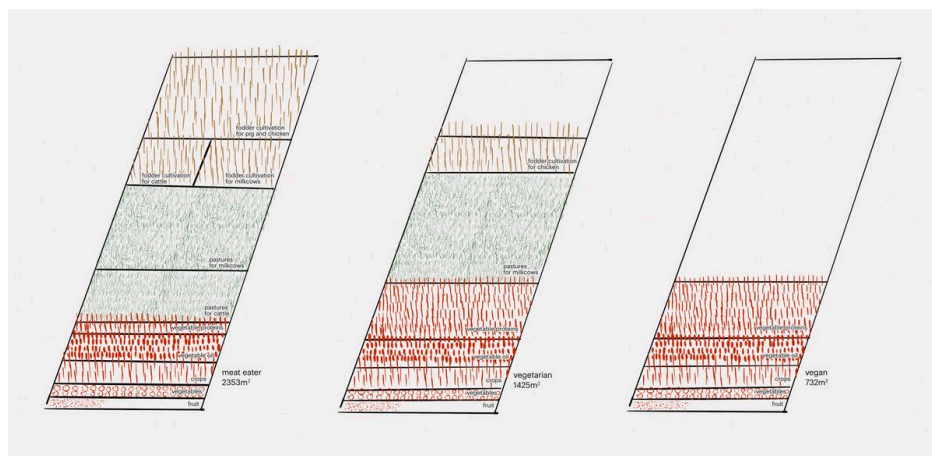 fodder cultivation
for pig and chicken
fodder cultivation
for cattle
fodder cultivation
for milkcows
pastures
for milkcows
pastures
for cattle
vegetable proteins
vegetable oil
crops
vegetables
fruit
meat eater
2353m²
fodder cultivation
for chicken
pastures
for milkcows
vegetable proteins
vegetable oil
crops
vegetables
fruit
vegetarian
1425m²
vegetable proteins
vegetable oil
crops
vegetables
fruit
vegan
732m²